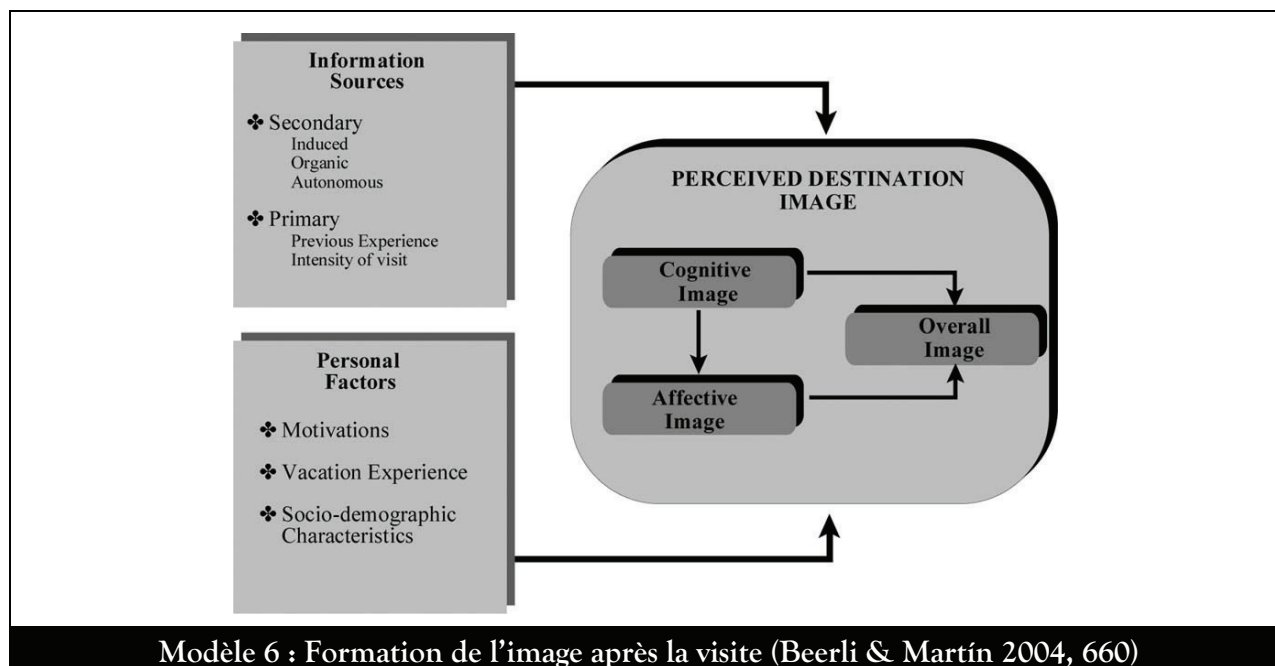 Information
Sources
✤ Secondary
Induced
Organic
Autonomous
✤ Primary
Previous Experience
Intensity of visit
Personal
Factors
✤ Motivations
✤ Vacation Experience
✤ Socio-demographic
Characteristics
PERCEIVED DESTINATION
IMAGE
Cognitive
Image
Affective
Image
Overall
Image
Modèle 6 : Formation de l’image après la visite (Beerli & Martín 2004, 660)